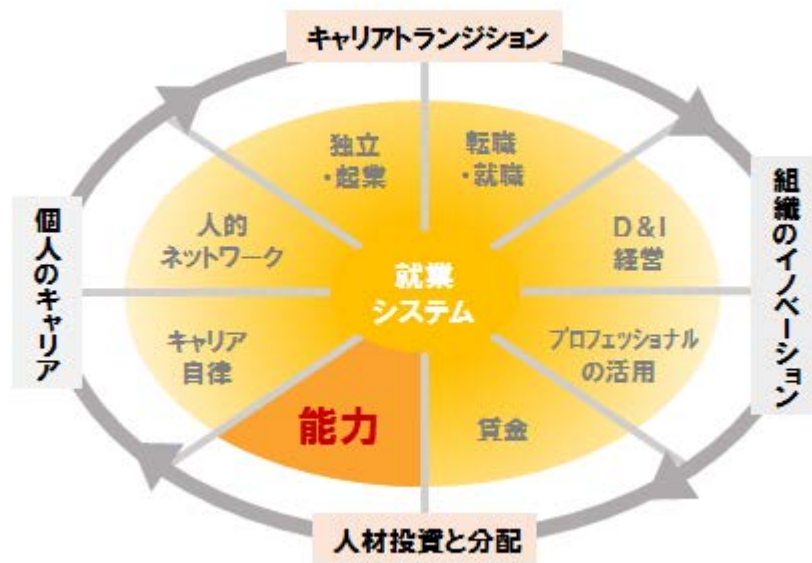 キャリアトランジション
独立
・起業
転職
・就職
人的
ネットワーク
D&I
経営
個人のキャリア
就業
システム
組織のイノベーション
キャリア
自律
プロフェッショナル
の活用
能力
賃金
人材投資と分配